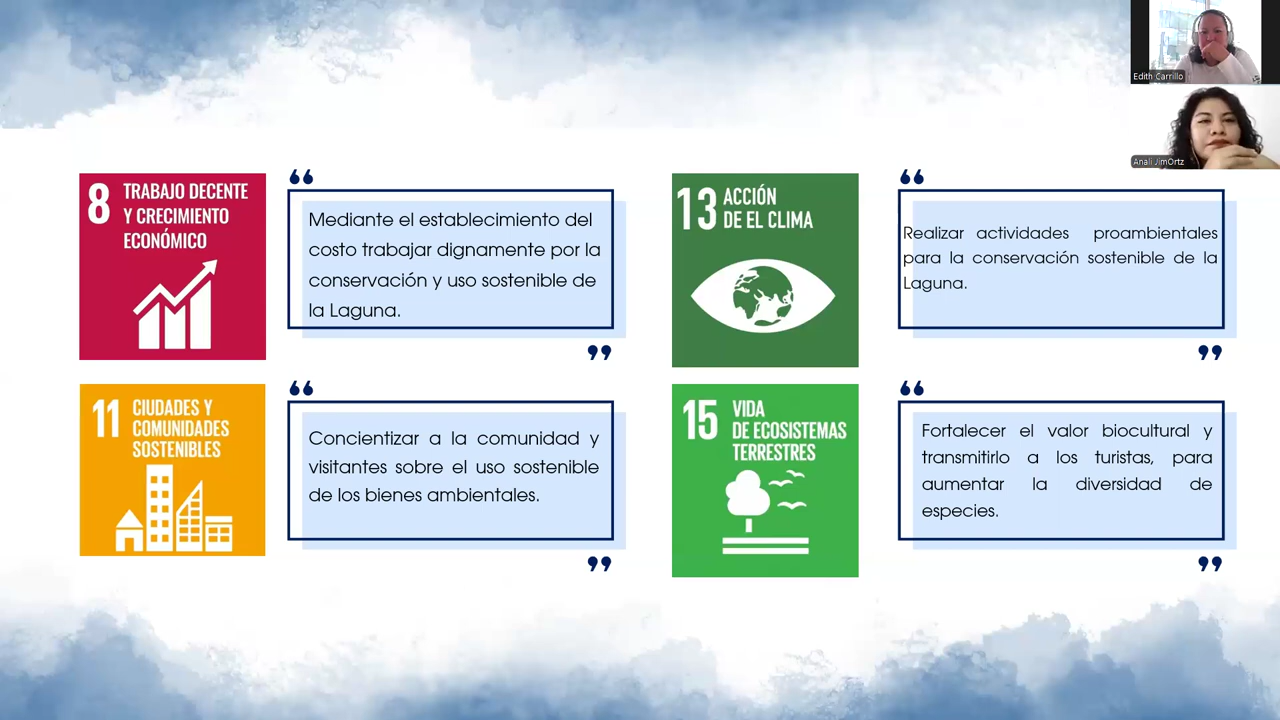 Edith Carrillo
Anali JimOrtz
8 TRABAJO DECENTE
Y CRECIMIENTO
ECONÓMICO
“
Mediante el establecimiento del
costo trabajar dignamente por la
conservación y uso sostenible de
la Laguna.
”
13 ACCIÓN
DE EL CLIMA
“
Realizar actividades proambientales
para la conservación sostenible de la
Laguna.
”
11 CIUDADES Y
COMUNIDADES
SOSTENIBLES
“
Concientizar a la comunidad y
visitantes sobre el uso sostenible
de los bienes ambientales.
”
15 VIDA
DE ECOSISTEMAS
TERRESTRES
“
Fortalecer el valor biocultural y
transmitirlo a los turistas, para
aumentar la diversidad de
especies.
”